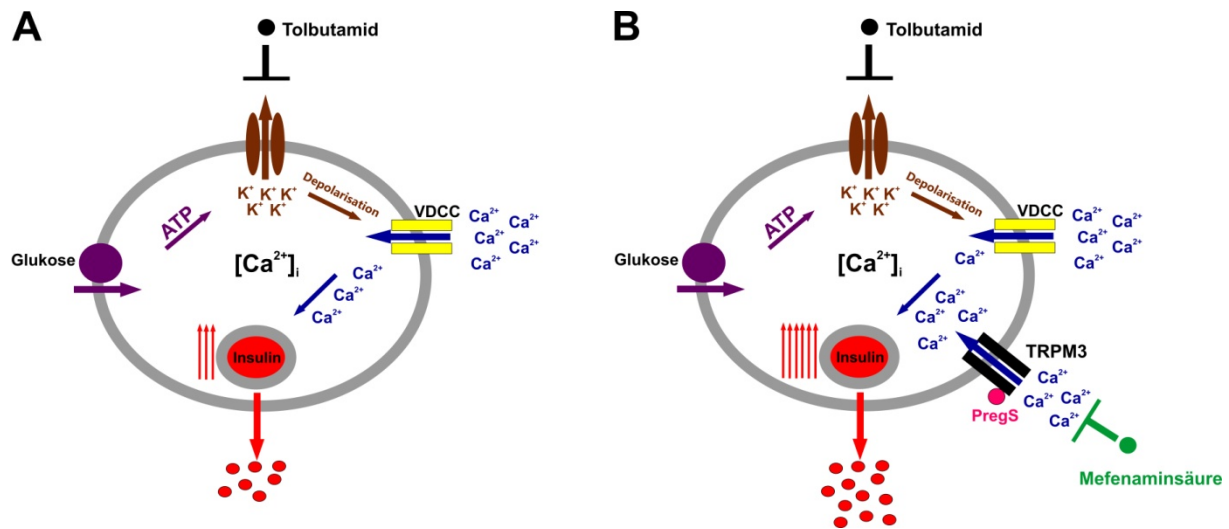 A
Tolbutamid
K⁺ K⁺ K⁺
K⁺ K⁺
Depolarisation
ATP
VDCC
Ca²⁺ Ca²⁺
Ca²⁺ Ca²⁺
Ca²⁺
Glukose
[Ca²⁺]ᵢ
Ca²⁺
Ca²⁺
Ca²⁺
Insulin
B
Tolbutamid
K⁺ K⁺ K⁺
K⁺ K⁺
Depolarisation
ATP
VDCC
Ca²⁺ Ca²⁺
Ca²⁺ Ca²⁺
Ca²⁺
Glukose
[Ca²⁺]ᵢ
Ca²⁺
Ca²⁺
Ca²⁺ Ca²⁺
Ca²⁺
Insulin
TRPM3
Ca²⁺
Ca²⁺ Ca²⁺
Ca²⁺
PregS
Mefenaminsäure